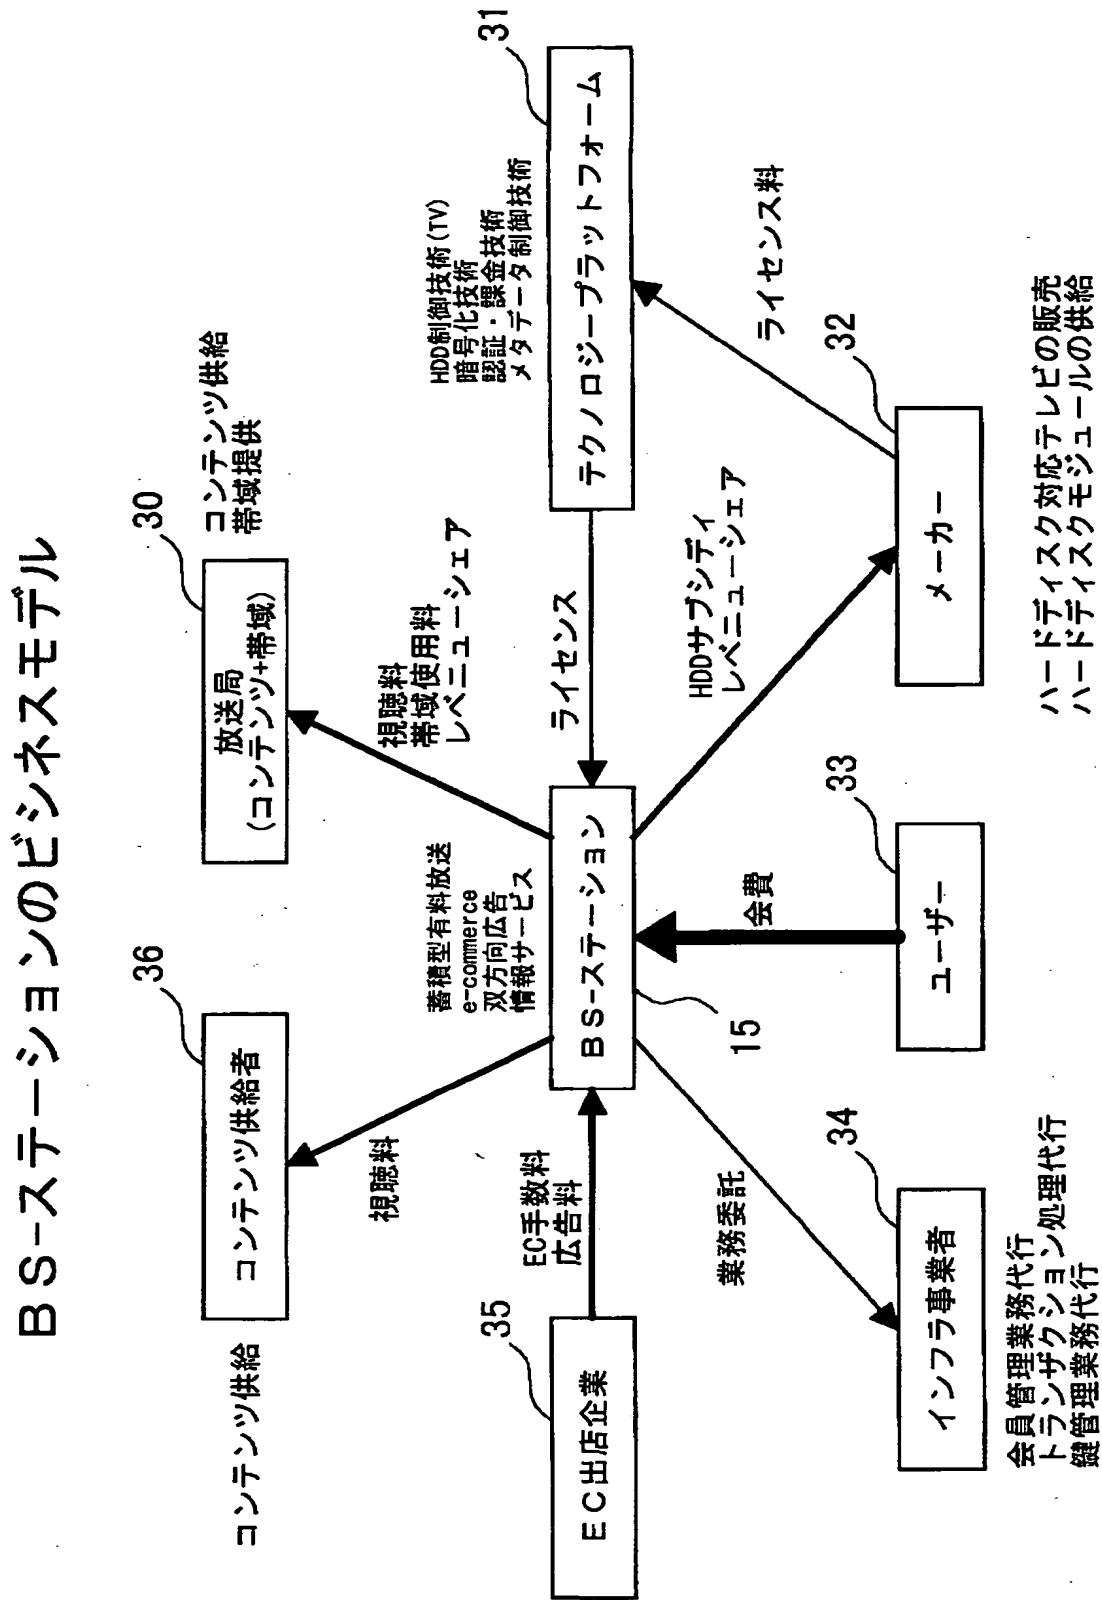 BS-ステーションのビジネスモデル
コンテンツ供給
36
コンテンツ供給者
30
放送局
(コンテンツ+帯域)
コンテンツ供給
帯域提供
視聴料
蓄積型有料放送
e-commerce
双方向広告
情報サービス
視聴料
帯域使用料
レベニューシェア
HDD制御技術(TV)
暗号化技術
認証・課金技術
メタデータ制御技術
35
EC出店企業
EC手数料
広告料
BS-ステーション
15
ライセンス
31
テクノロジープラットフォーム
業務委託
会費
HDDサブシディ
レベニューシェア
ライセンス料
34
インフラ事業者
会員管理業務代行
トランザクション処理代行
鍵管理業務代行
33
ユーザー
32
メーカー
ハードディスク対応テレビの販売
ハードディスクモジュールの供給